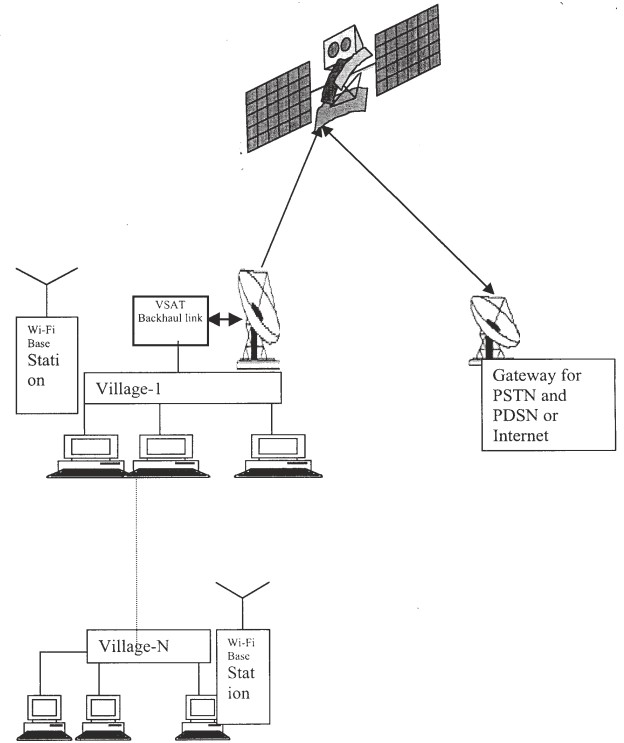 VSAT
Backhaul link
Wi-Fi
Base
Stati
on
Village-1
Gateway for
PSTN and
PDSN or
Internet
Village-N
Wi-Fi
Base
Stat
ion